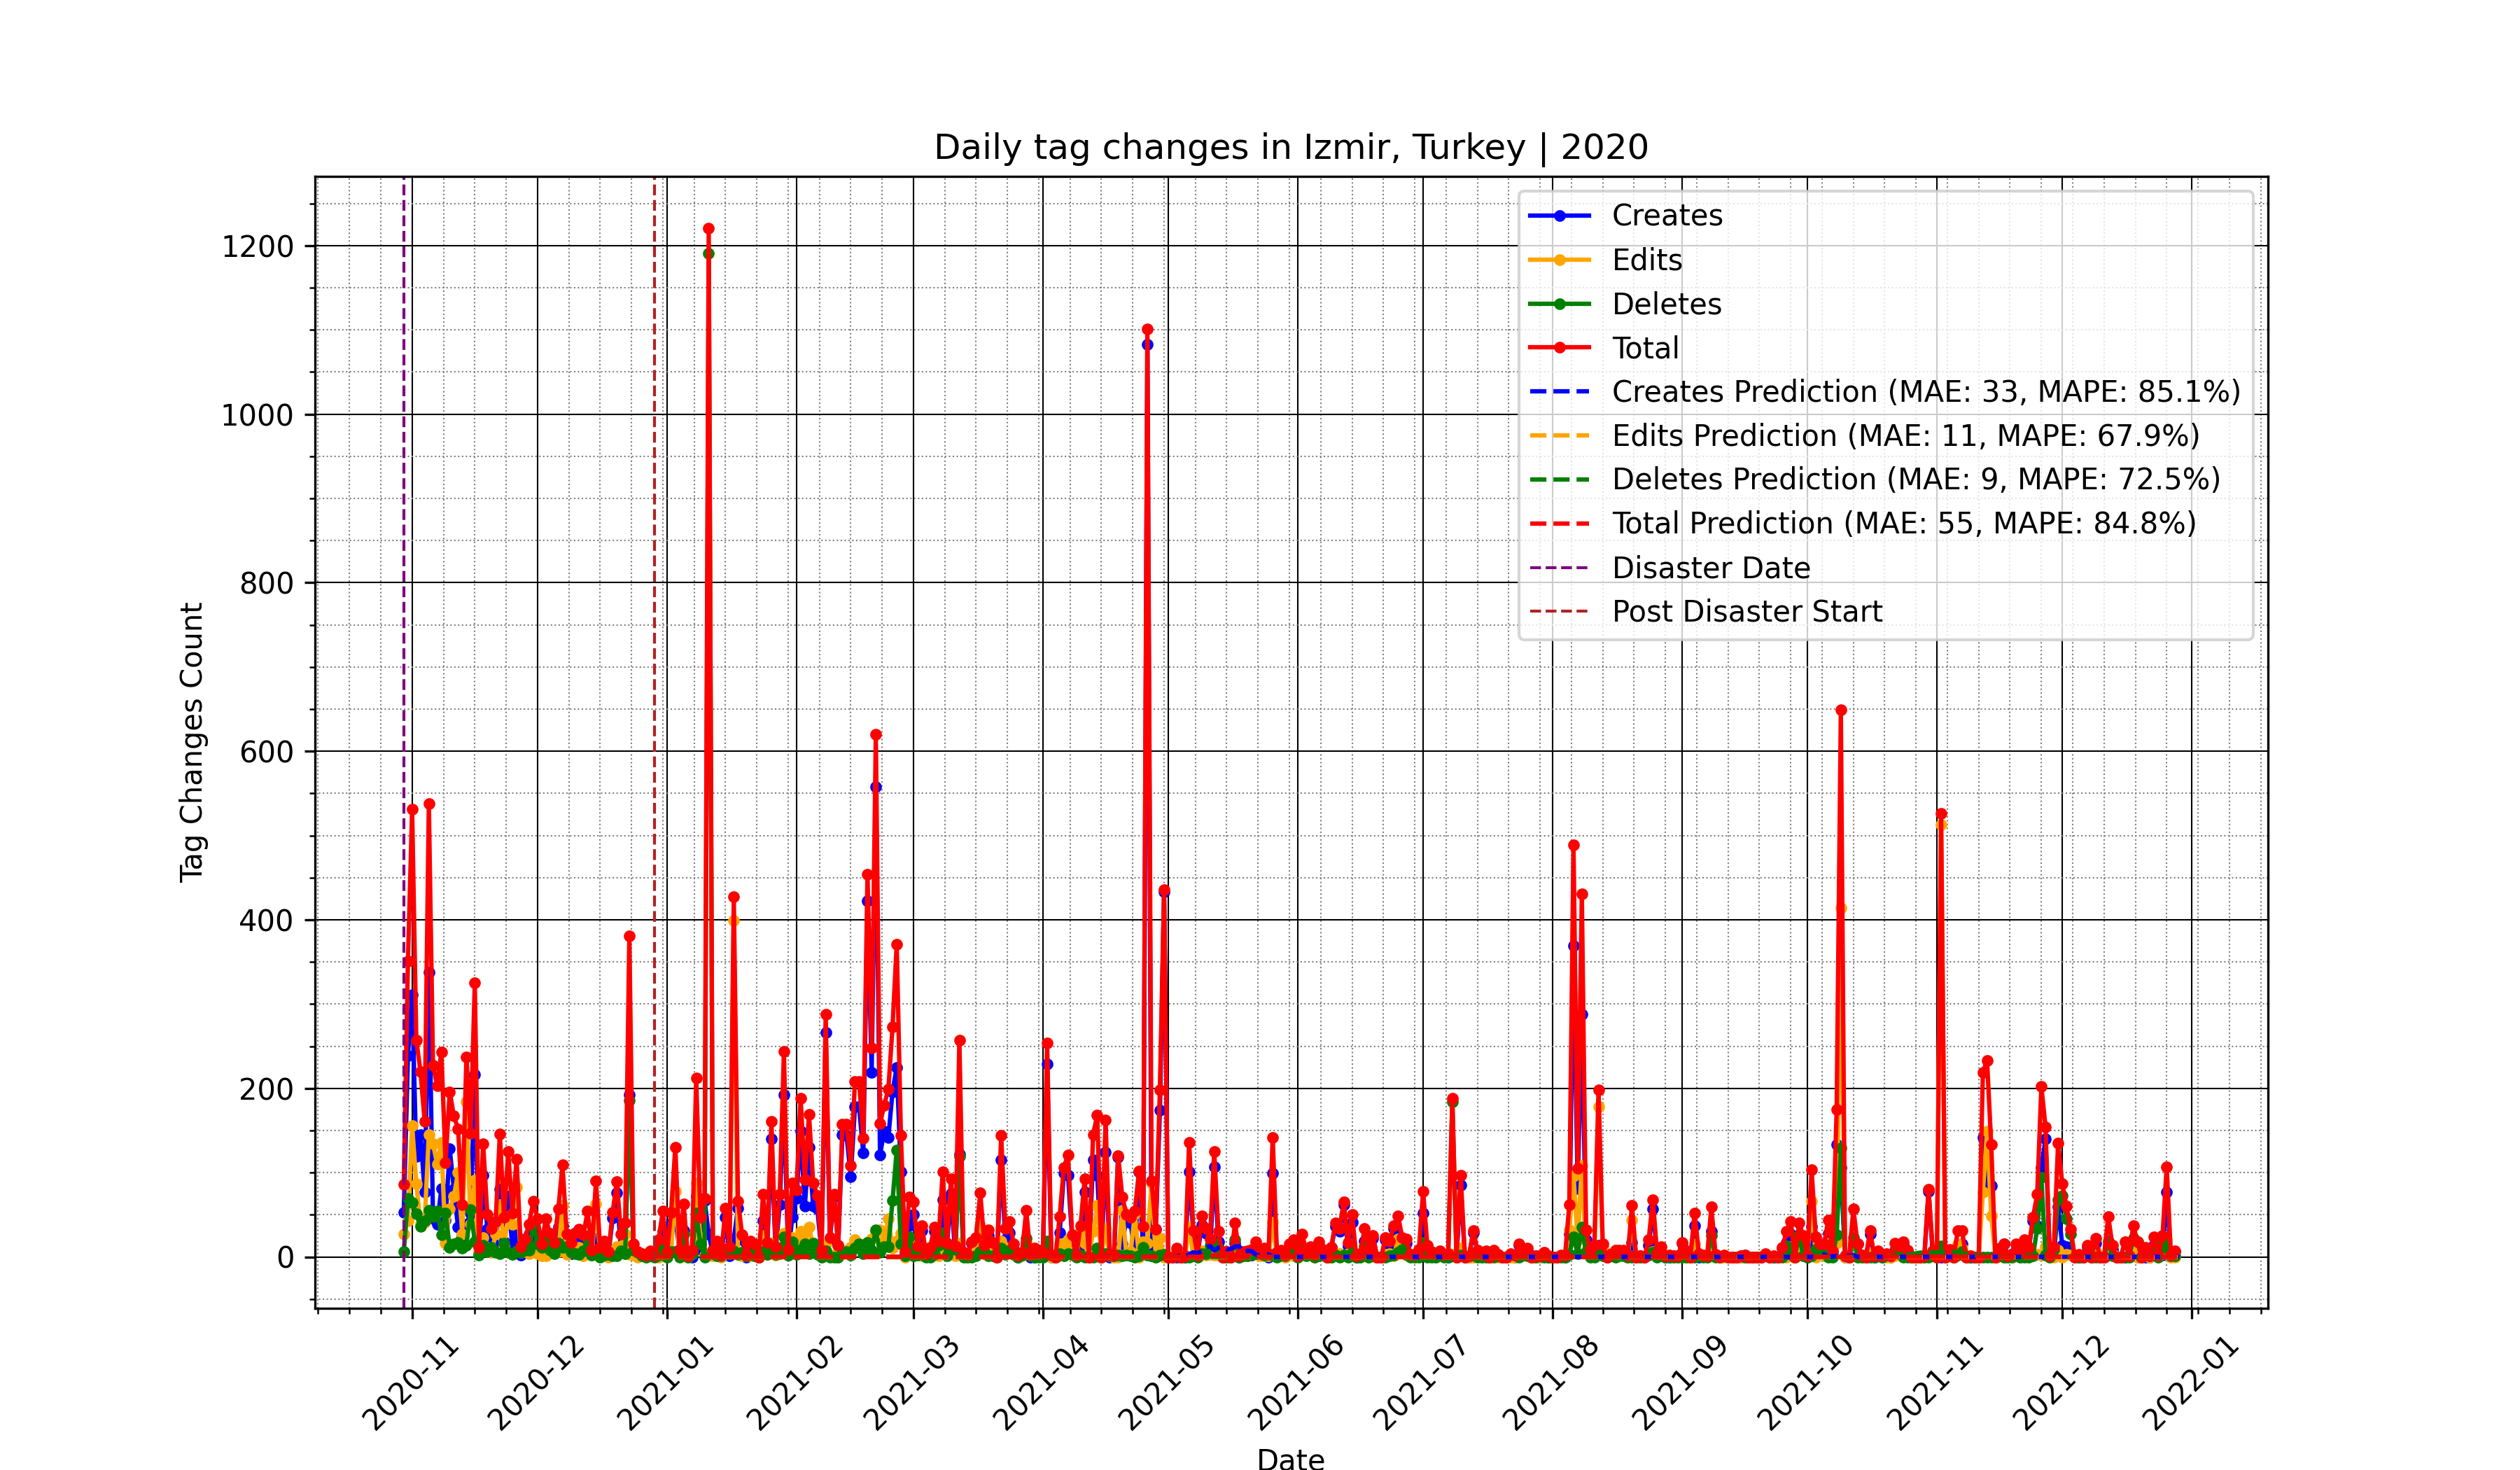 Daily tag changes in Izmir, Turkey | 2020
Tag Changes Count
1200
1000
800
600
400
200
0
Creates
Edits
Deletes
Total
Creates Prediction (MAE: 33, MAPE: 85.1%)
Edits Prediction (MAE: 11, MAPE: 67.9%)
Deletes Prediction (MAE: 9, MAPE: 72.5%)
Total Prediction (MAE: 55, MAPE: 84.8%)
Disaster Date
Post Disaster Start
2020-11
2020-12
2021-01
2021-02
2021-03
2021-04
2021-05
2021-06
2021-07
2021-08
2021-09
2021-10
2021-11
2021-12
2022-01
Date